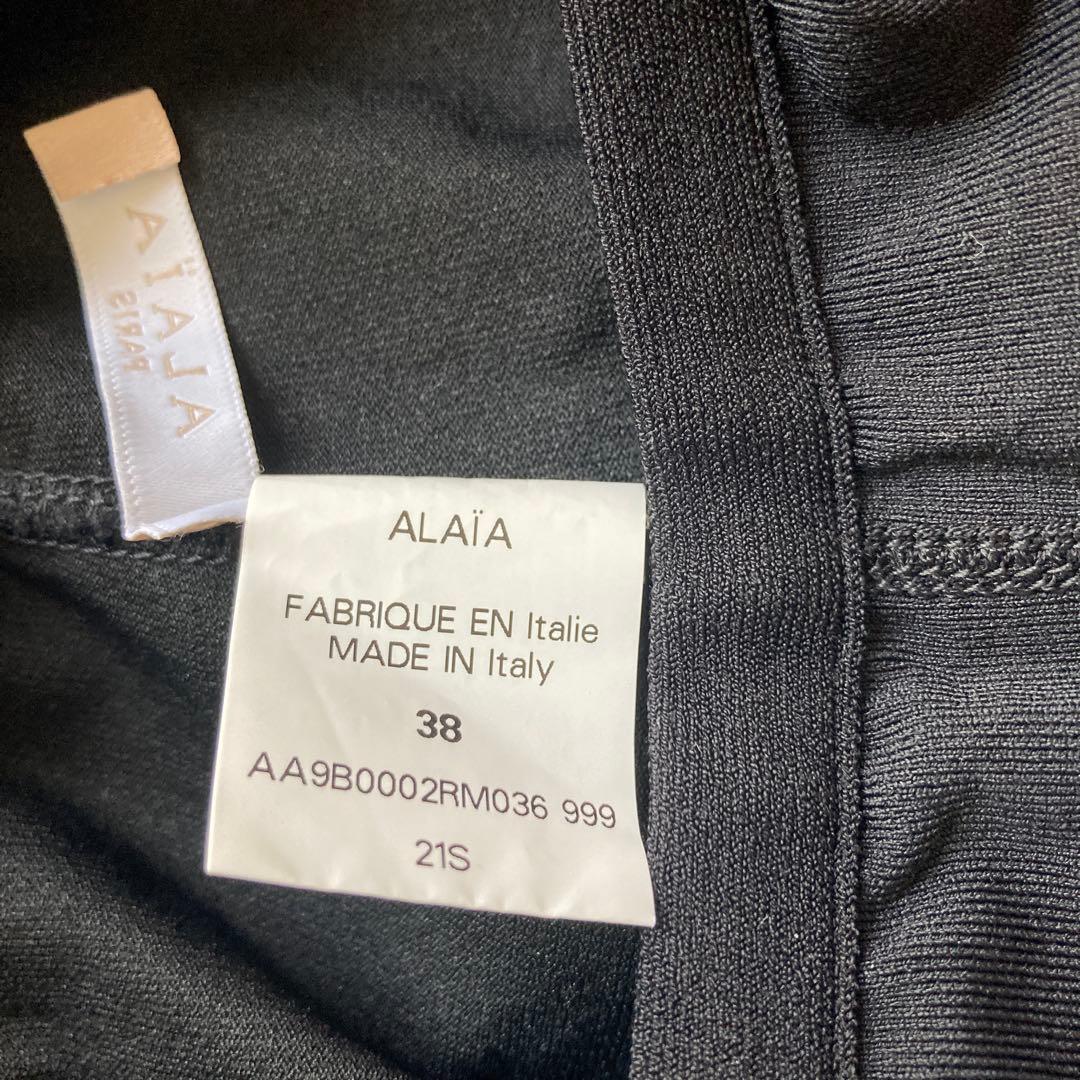 ALAÏA
PARIS
ALAÏA
FABRIQUE EN Italie
MADE IN Italy
38
AA9B0002RM036 999
21S